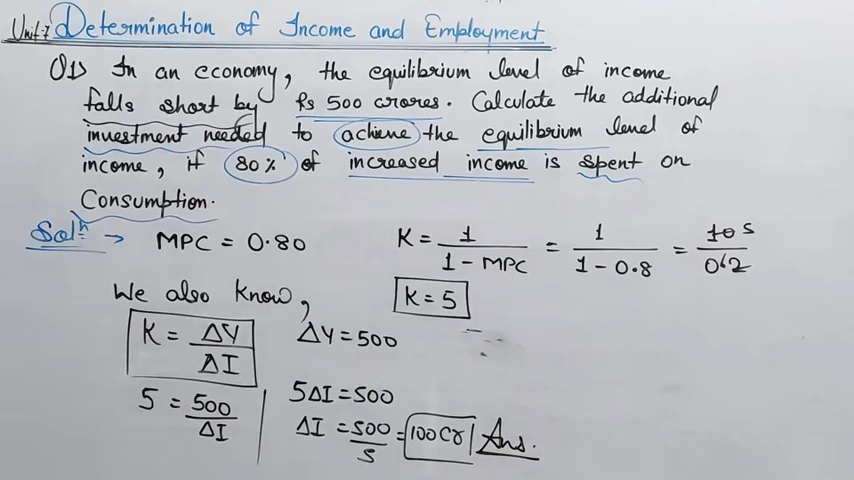 Unit-7 Determination of Income and Employment
Q1> In an economy, the equilibrium level of income
falls short by Rs 500 crores. Calculate the additional
investment needed to achieve the equilibrium level of
income, if 80% of increased income is spent on
Consumption.
Solⁿ → MPC = 0.80 K = 1/(1 - MPC) = 1/(1 - 0.8) = 10 5/0.2
We also know, K = 5
K = ΔY/ΔI ΔY = 500
5 = 500/ΔI 5ΔI = 500
ΔI = 500/5 = 100 Cr Ans.